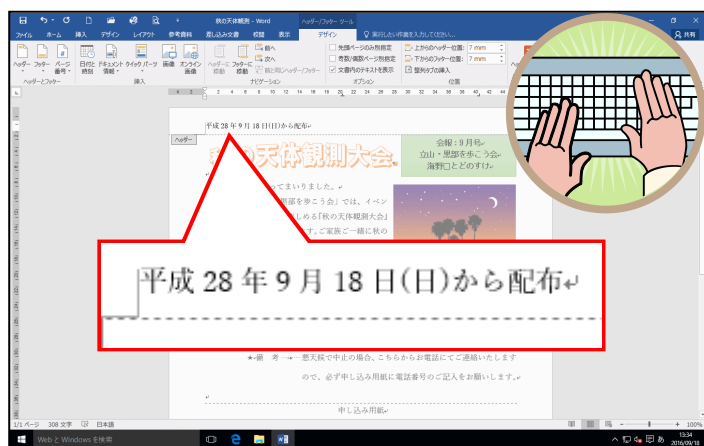 秋の天体観測 - Word
ヘッダー/フッター ツール
ファイル ホーム 挿入 デザイン レイアウト 参考資料 差し込み文書 校閲 表示 デザイン 実行したい作業を入力してください... 共有
ヘッダー フッター ページ番号 日付と時刻 ドキュメント情報 クイック パーツ 画像 オンライン画像 ヘッダーに移動 フッターに移動
前へ
次へ
前と同じヘッダー/フッター
先頭ページのみ別指定
奇数/偶数ページ別指定
文書内のテキストを表示
上からのヘッダー位置: 7 mm
下からのフッター位置: 7 mm
整列タブの挿入
ヘッダーとフッター 挿入 ナビゲーション オプション 位置
平成 28 年 9 月 18 日(日)から配布
ヘッダー
秋の天体観測大会
会報:9 月号
立山・黒部を歩こう会
海野口とどのすけ
ってまいりました。
部を歩こう会」では、イベン
しめる『秋の天体観測大会』
す。ご家族ご一緒に秋の
平成 28 年 9 月 18 日(日)から配布
★ 備 考 → 悪天候で中止の場合、こちらからお電話にてご連絡いたします
ので、必ず申し込み用紙に電話番号のご記入をお願いします。
申し込み用紙
1/1 ページ 308 文字 日本語 100%
Web と Windows を検索
あ
13:34
2016/09/18